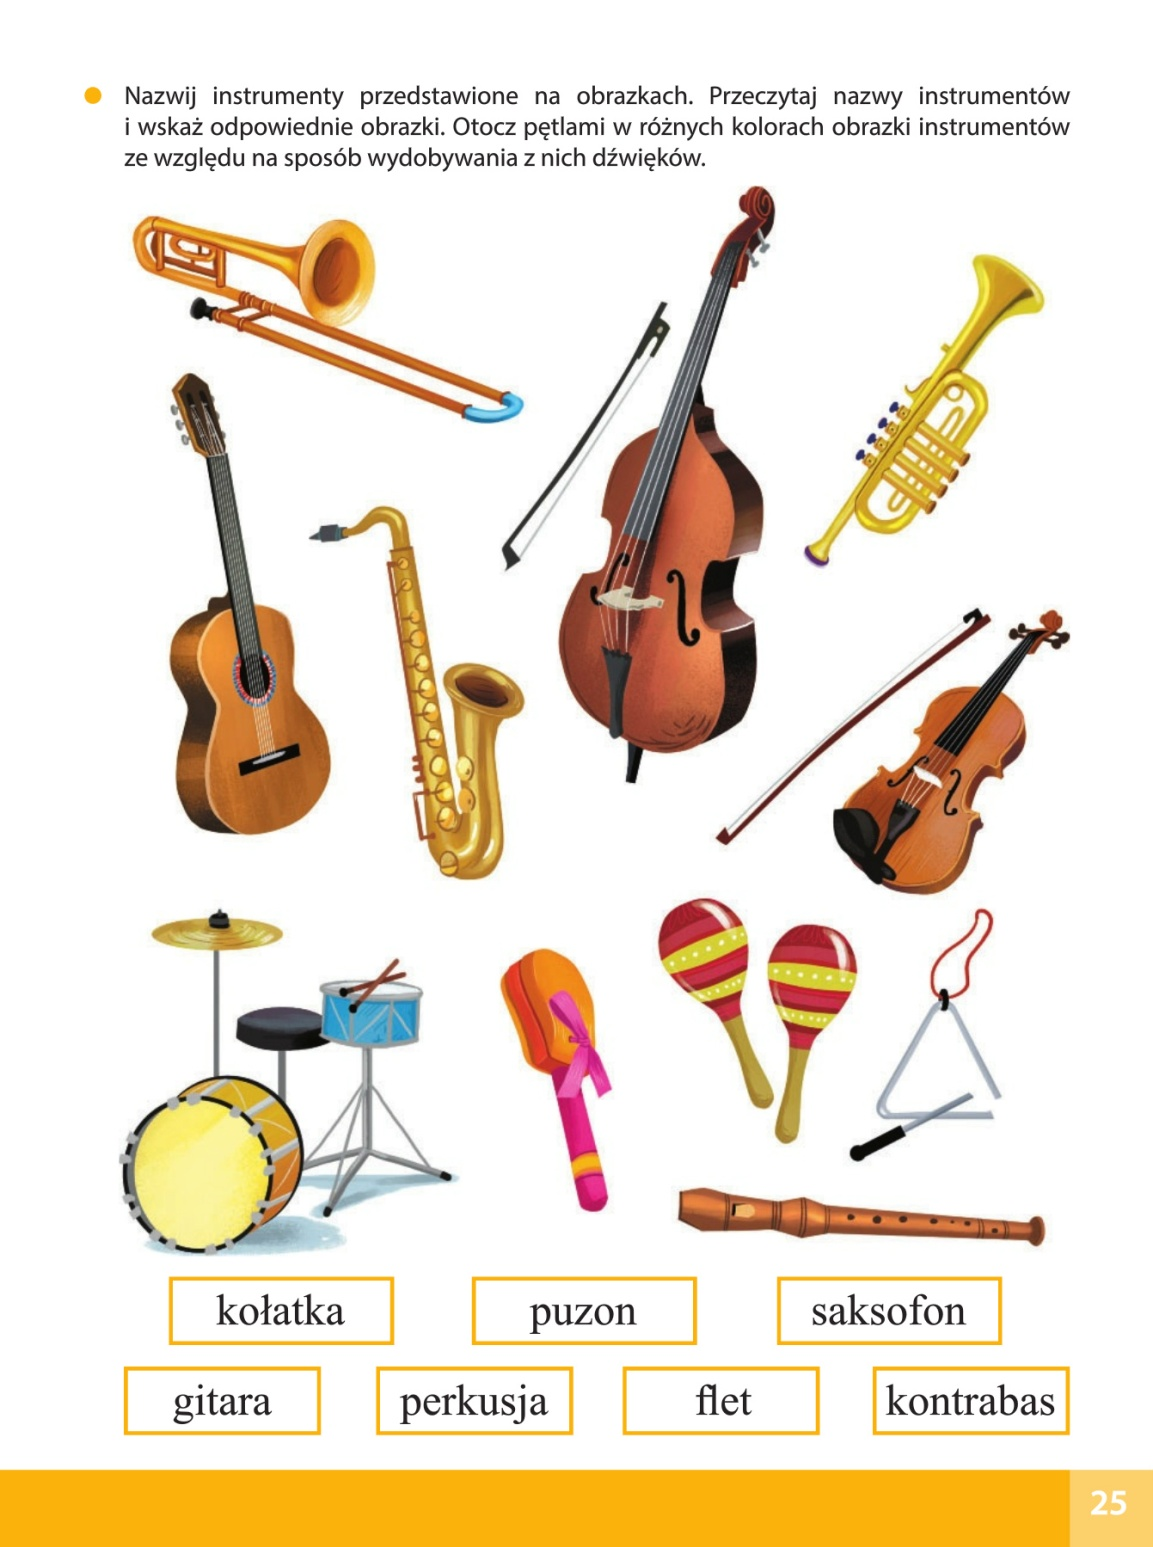 Nazwij instrumenty przedstawione na obrazkach. Przeczytaj nazwy instrumentów
i wskaż odpowiednie obrazki. Otocz pętlami w różnych kolorach obrazki instrumentów
ze względu na sposób wydobywania z nich dźwięków.
kołatka puzon saksofon
gitara perkusja flet kontrabas
25